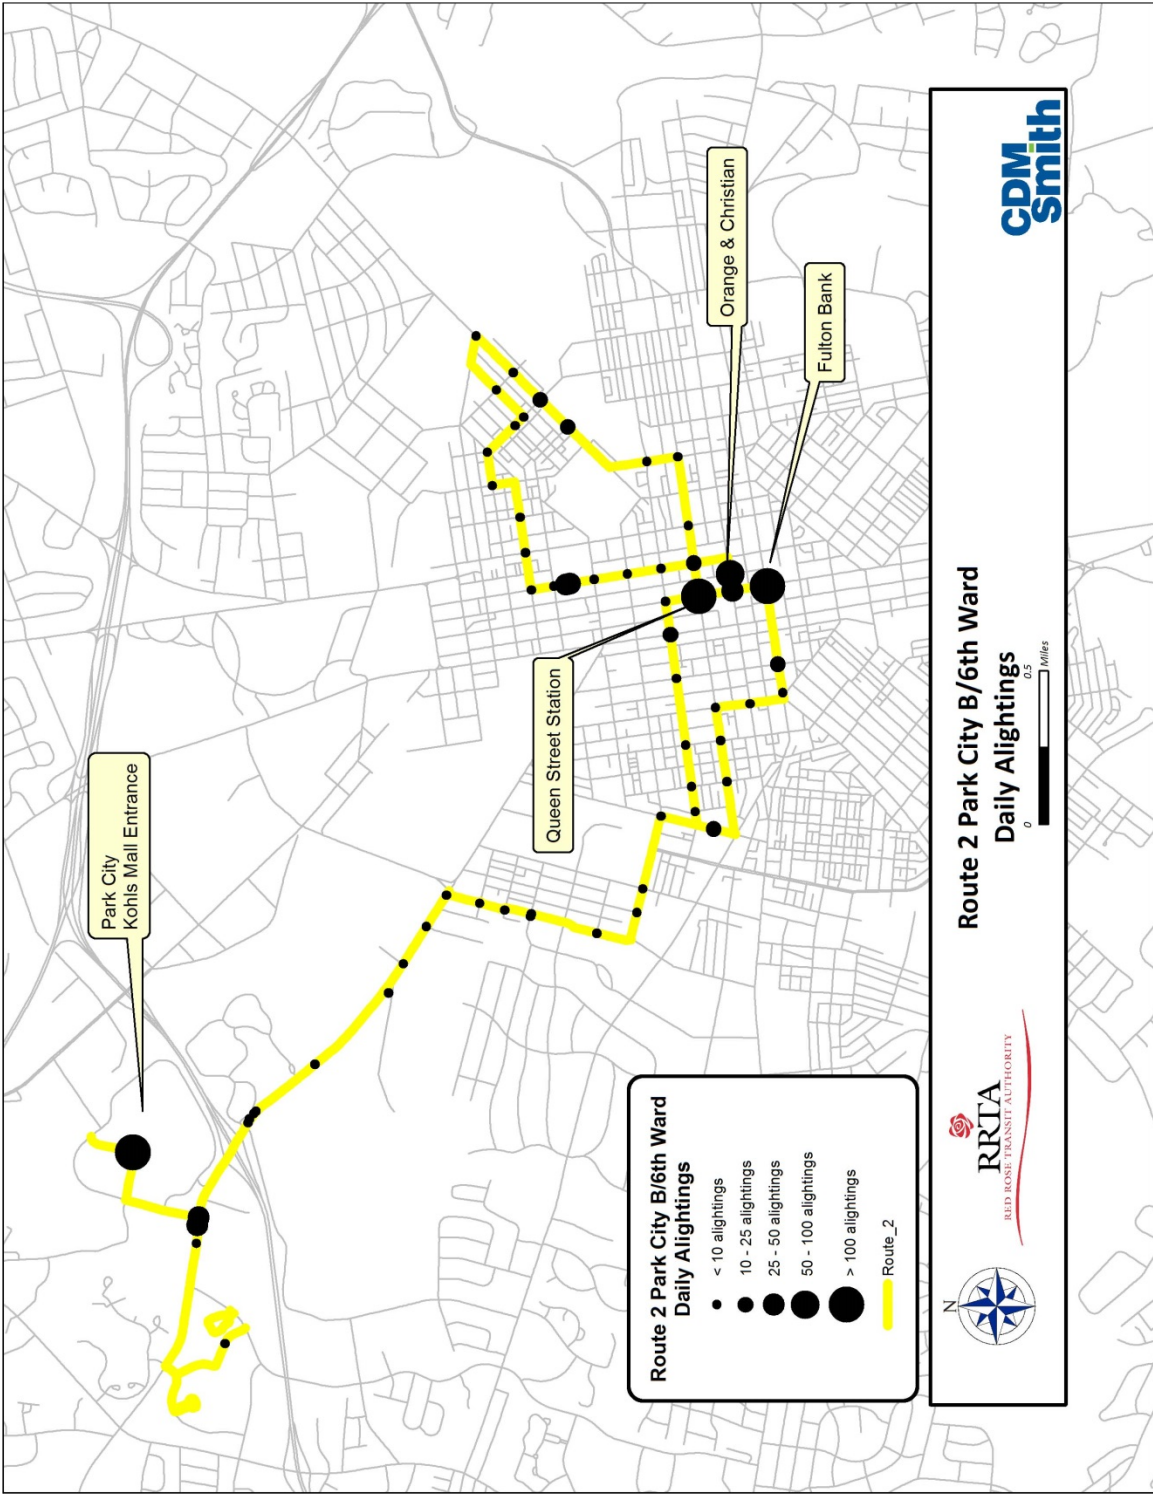 Park City
Kohls Mall Entrance
Queen Street Station
Orange & Christian
Fulton Bank
Route 2 Park City B/6th Ward
Daily Alightings
< 10 alightings
10 - 25 alightings
25 - 50 alightings
50 - 100 alightings
> 100 alightings
Route_2
N
RRTA
RED ROSE TRANSIT AUTHORITY
Route 2 Park City B/6th Ward
Daily Alightings
0 0.5
Miles
CDM
Smith